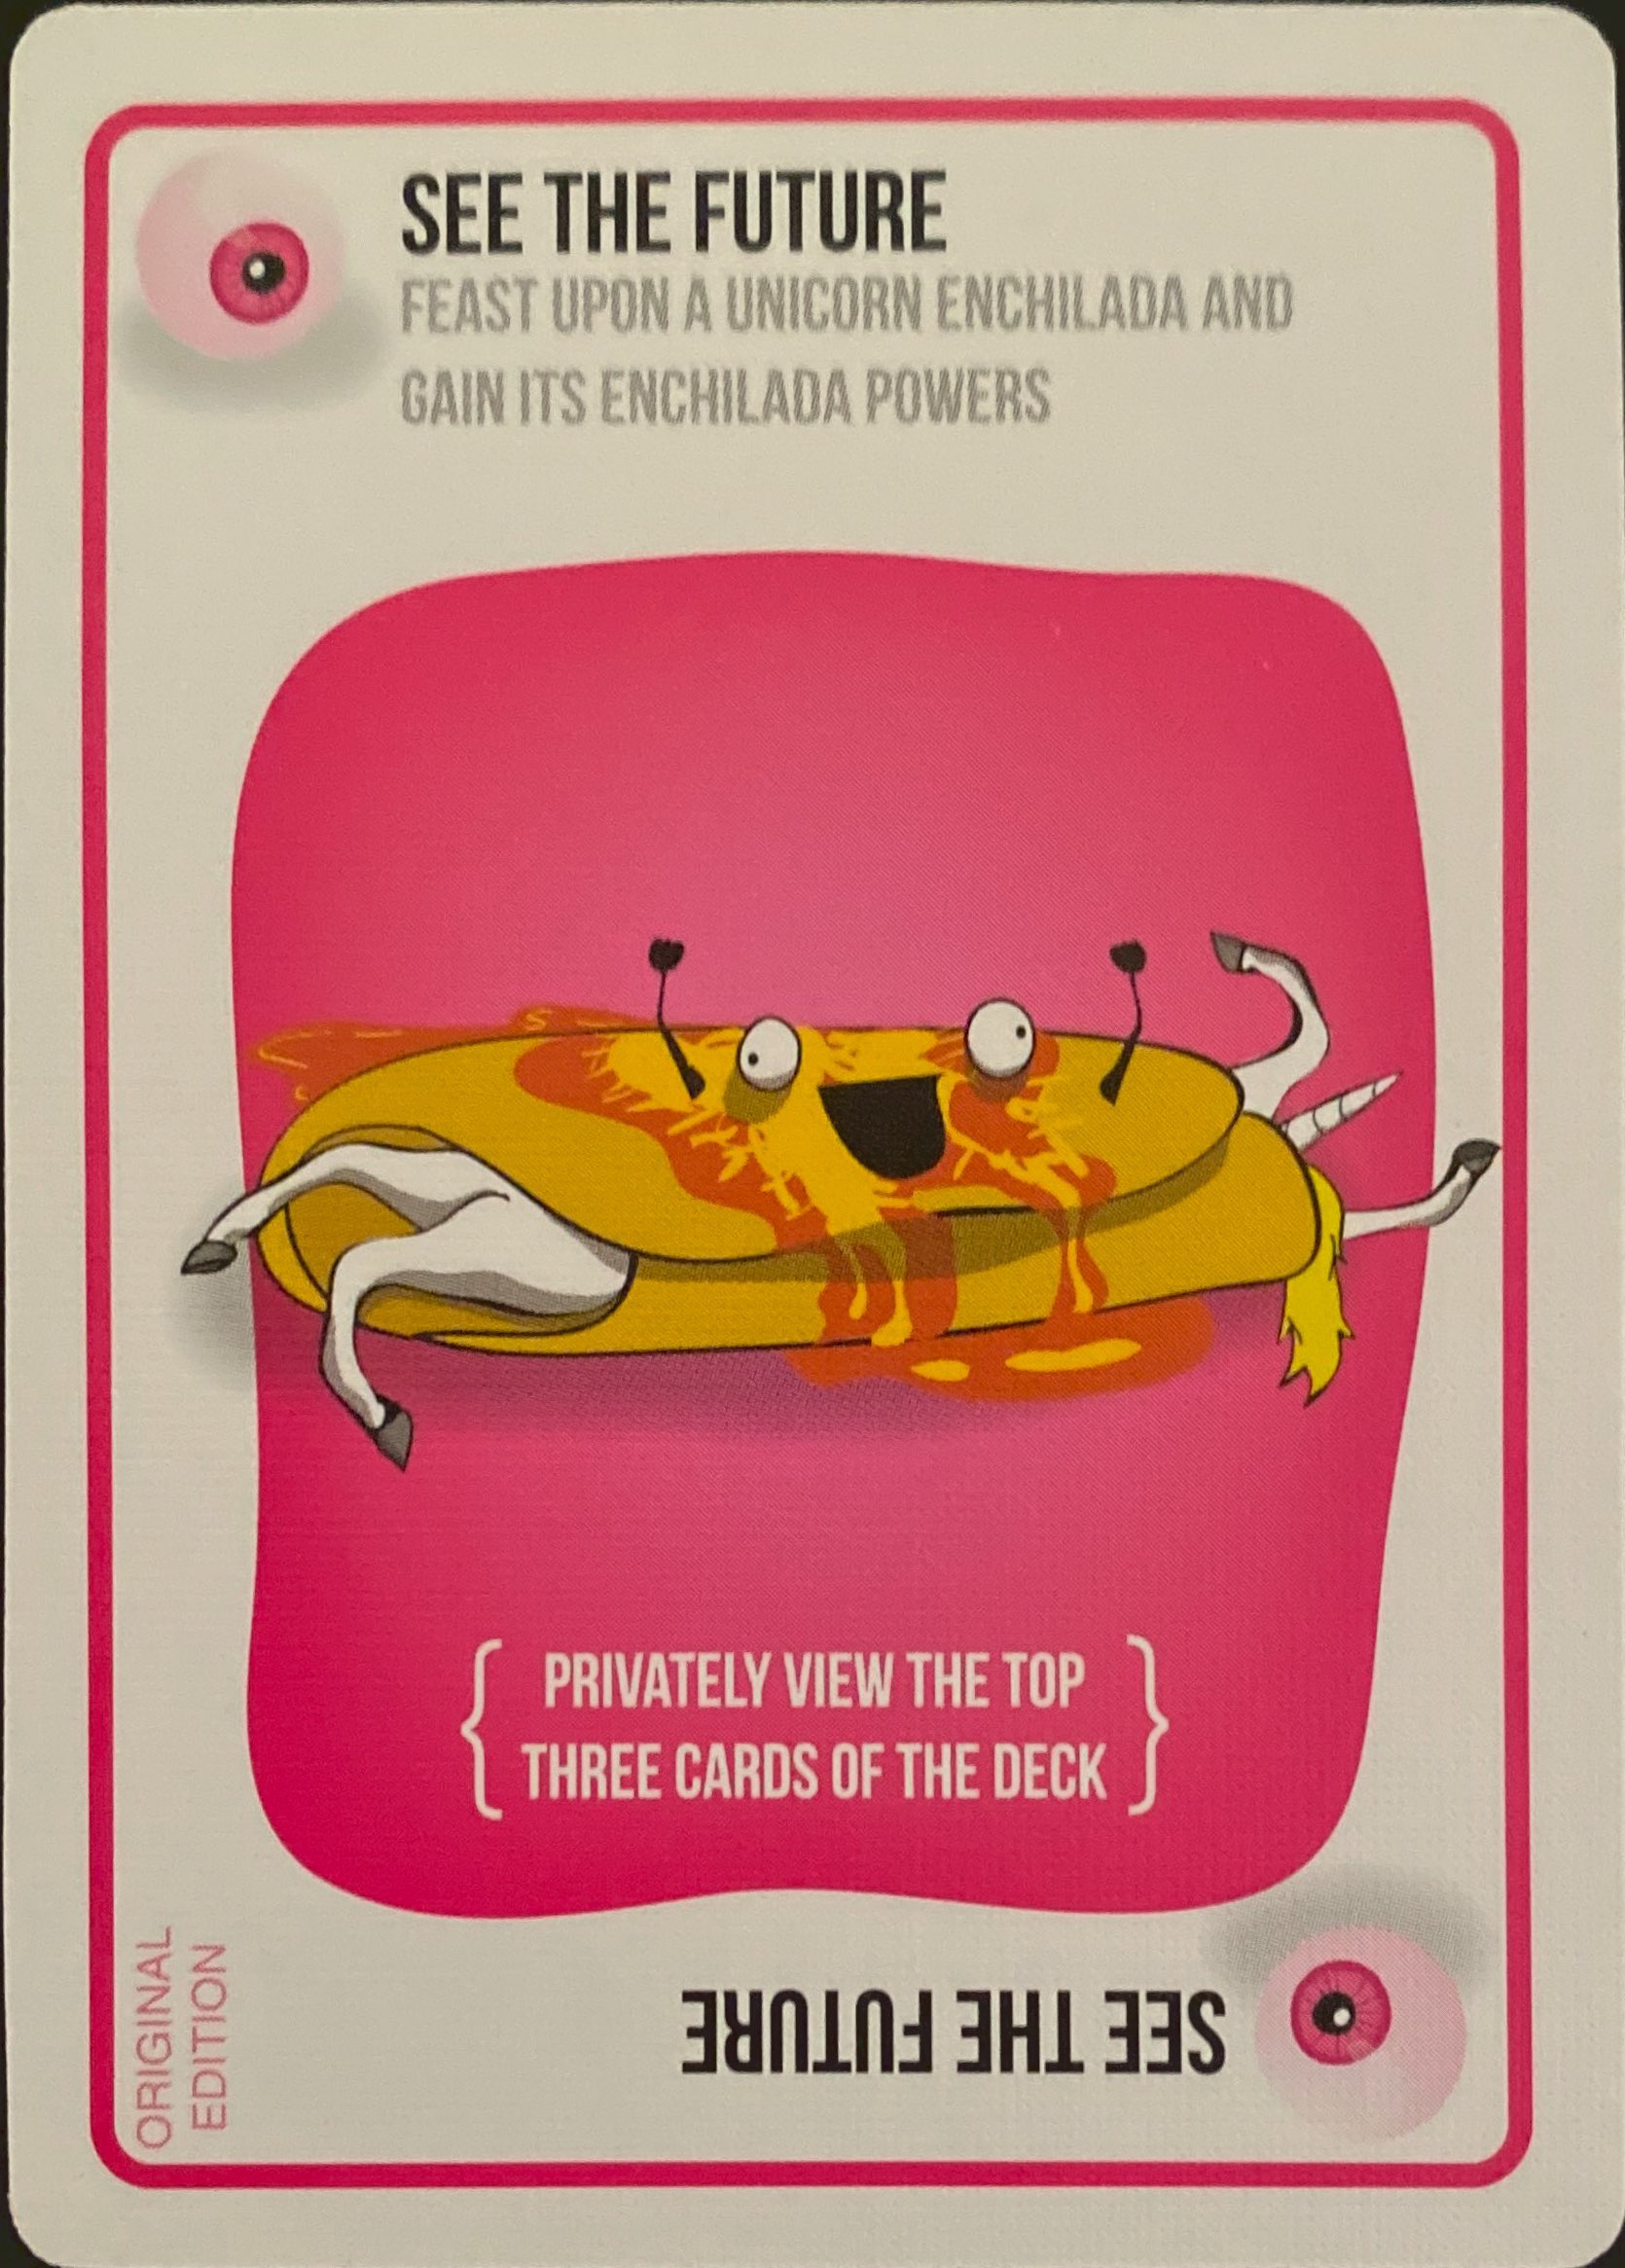 SEE THE FUTURE
FEAST UPON A UNICORN ENCHILADA AND
GAIN ITS ENCHILADA POWERS
PRIVATELY VIEW THE TOP
THREE CARDS OF THE DECK
ORIGINAL
EDITION
SEE THE FUTURE